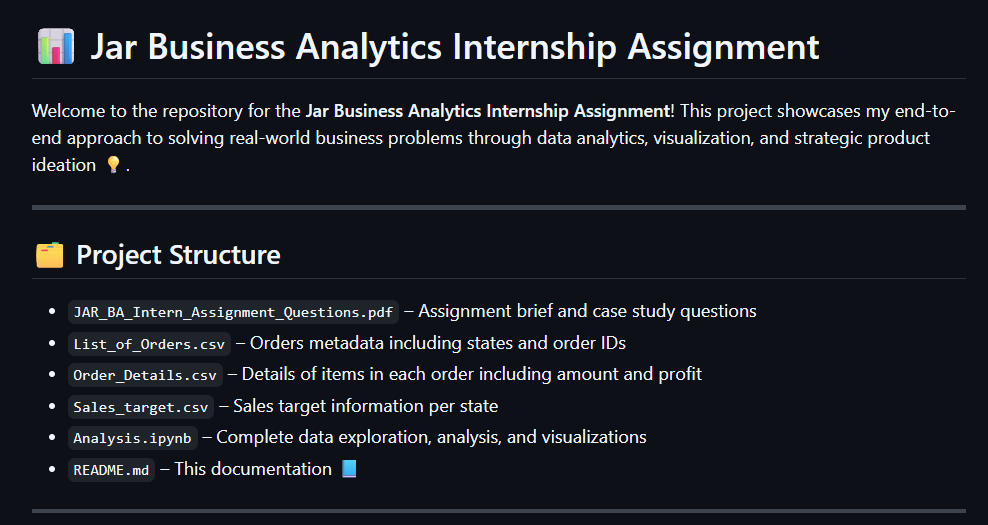 📊 Jar Business Analytics Internship Assignment
Welcome to the repository for the Jar Business Analytics Internship Assignment! This project showcases my end-to-
end approach to solving real-world business problems through data analytics, visualization, and strategic product
ideation 💡.
🗂️ Project Structure
• JAR_BA_Intern_Assignment_Questions.pdf – Assignment brief and case study questions
• List_of_Orders.csv – Orders metadata including states and order IDs
• Order_Details.csv – Details of items in each order including amount and profit
• Sales_target.csv – Sales target information per state
• Analysis.ipynb – Complete data exploration, analysis, and visualizations
• README.md – This documentation 📘